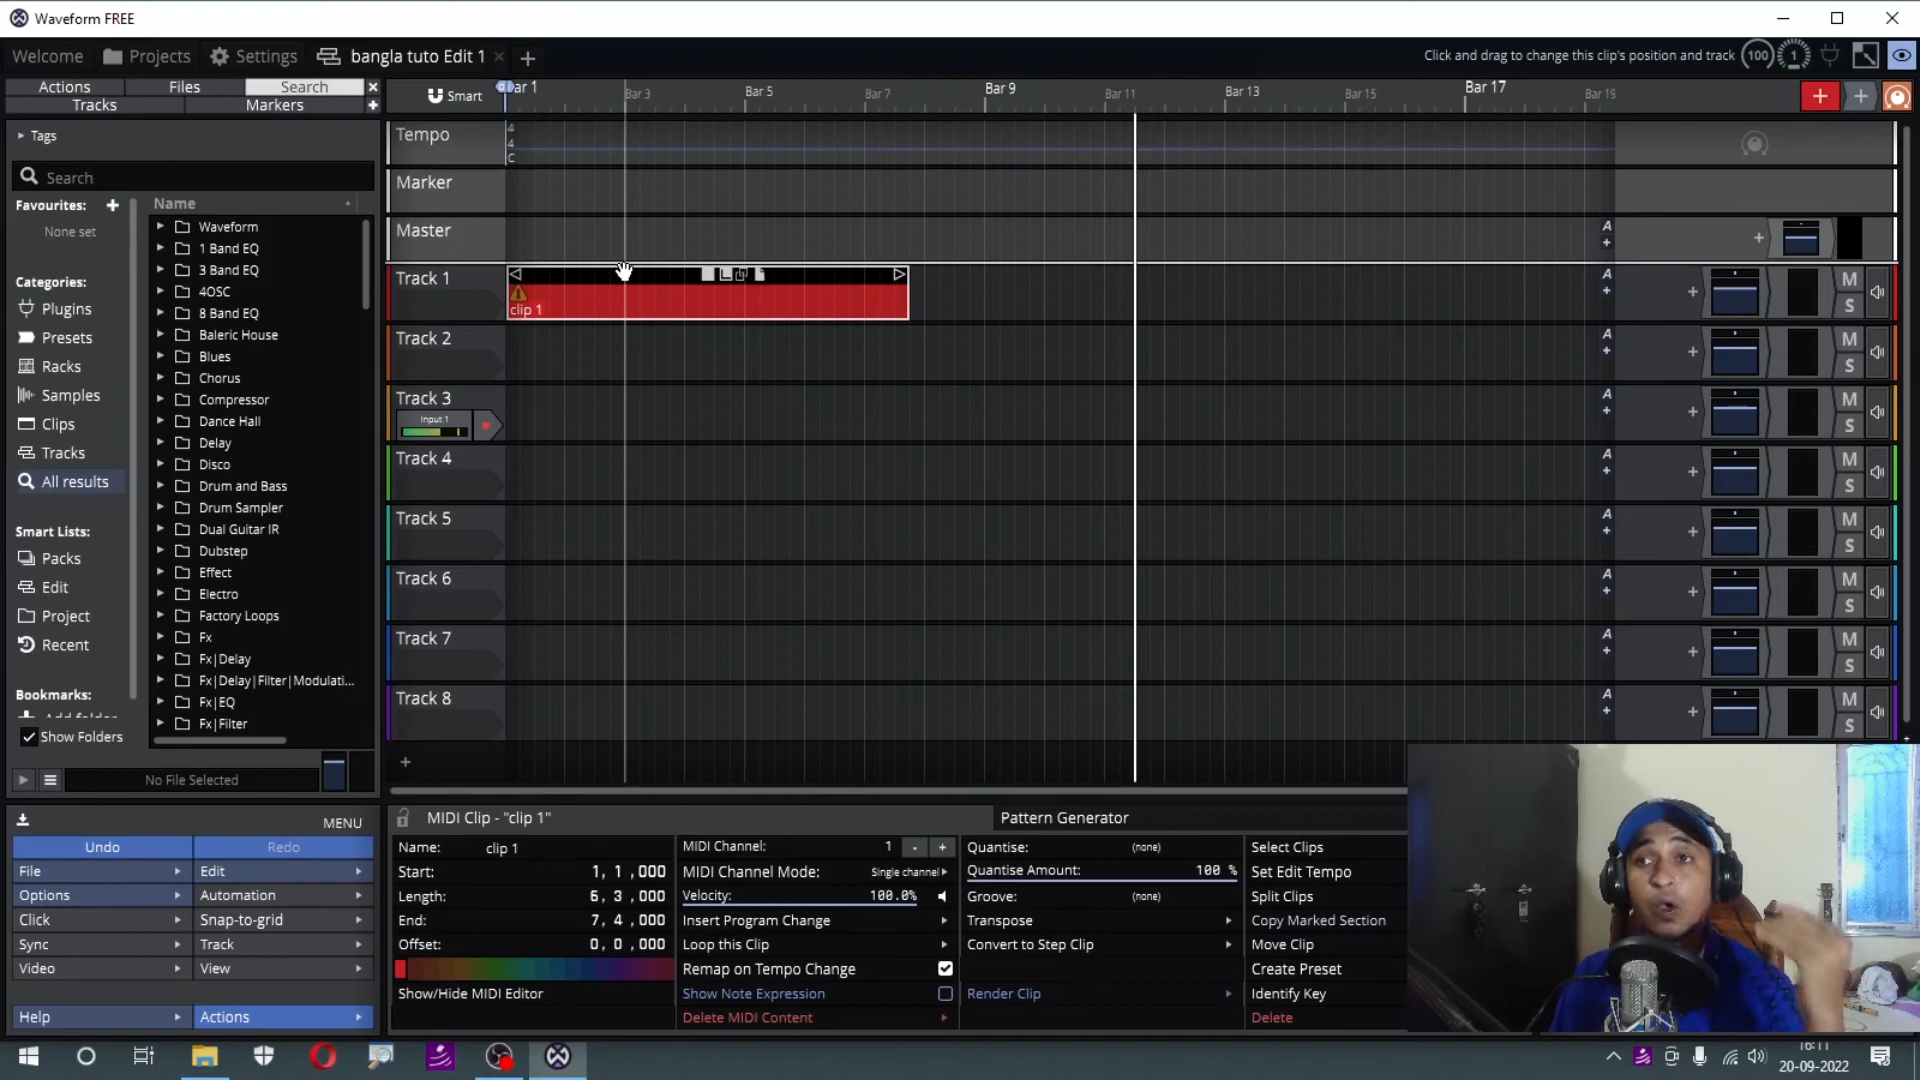 Waveform FREE
Welcome
Projects
Settings
bangla tuto Edit 1
Click and drag to change this clip's position and track
100
1
Actions
Files
Search
Tracks
Markers
Smart
Bar 1
Bar 3
Bar 5
Bar 7
Bar 9
Bar 11
Bar 13
Bar 15
Bar 17
Bar 19
Tags
Search
Favourites:
None set
Categories:
Plugins
Presets
Racks
Samples
Clips
Tracks
All results
Smart Lists:
Packs
Edit
Project
Recent
Bookmarks:
Show Folders
Name
Waveform
1 Band EQ
3 Band EQ
4OSC
8 Band EQ
Baleric House
Blues
Chorus
Compressor
Dance Hall
Delay
Disco
Drum and Bass
Drum Sampler
Dual Guitar IR
Dubstep
Effect
Electro
Factory Loops
Fx
Fx|Delay
Fx|Delay|Filter|Modulati...
Fx|EQ
Fx|Filter
No File Selected
Tempo
4
4
C
Marker
Master
A
Track 1
clip 1
A
M
S
Track 2
A
M
S
Track 3
Input 1
A
M
S
Track 4
A
M
S
Track 5
A
M
S
Track 6
A
M
S
Track 7
A
M
S
Track 8
A
M
S
MENU
Undo
Redo
File
Edit
Options
Automation
Click
Snap-to-grid
Sync
Track
Video
View
Help
Actions
MIDI Clip - "clip 1"
Pattern Generator
Name: clip 1
Start: 1, 1 ,000
Length: 6, 3 ,000
End: 7, 4 ,000
Offset: 0, 0 ,000
Show/Hide MIDI Editor
MIDI Channel: 1 - +
MIDI Channel Mode: Single channel
Velocity: 100.0%
Insert Program Change
Loop this Clip
Remap on Tempo Change
Show Note Expression
Delete MIDI Content
Quantise: (none)
Quantise Amount: 100 %
Groove: (none)
Transpose
Convert to Step Clip
Render Clip
Select Clips
Set Edit Tempo
Split Clips
Copy Marked Section
Move Clip
Create Preset
Identify Key
Delete
16:11
20-09-2022